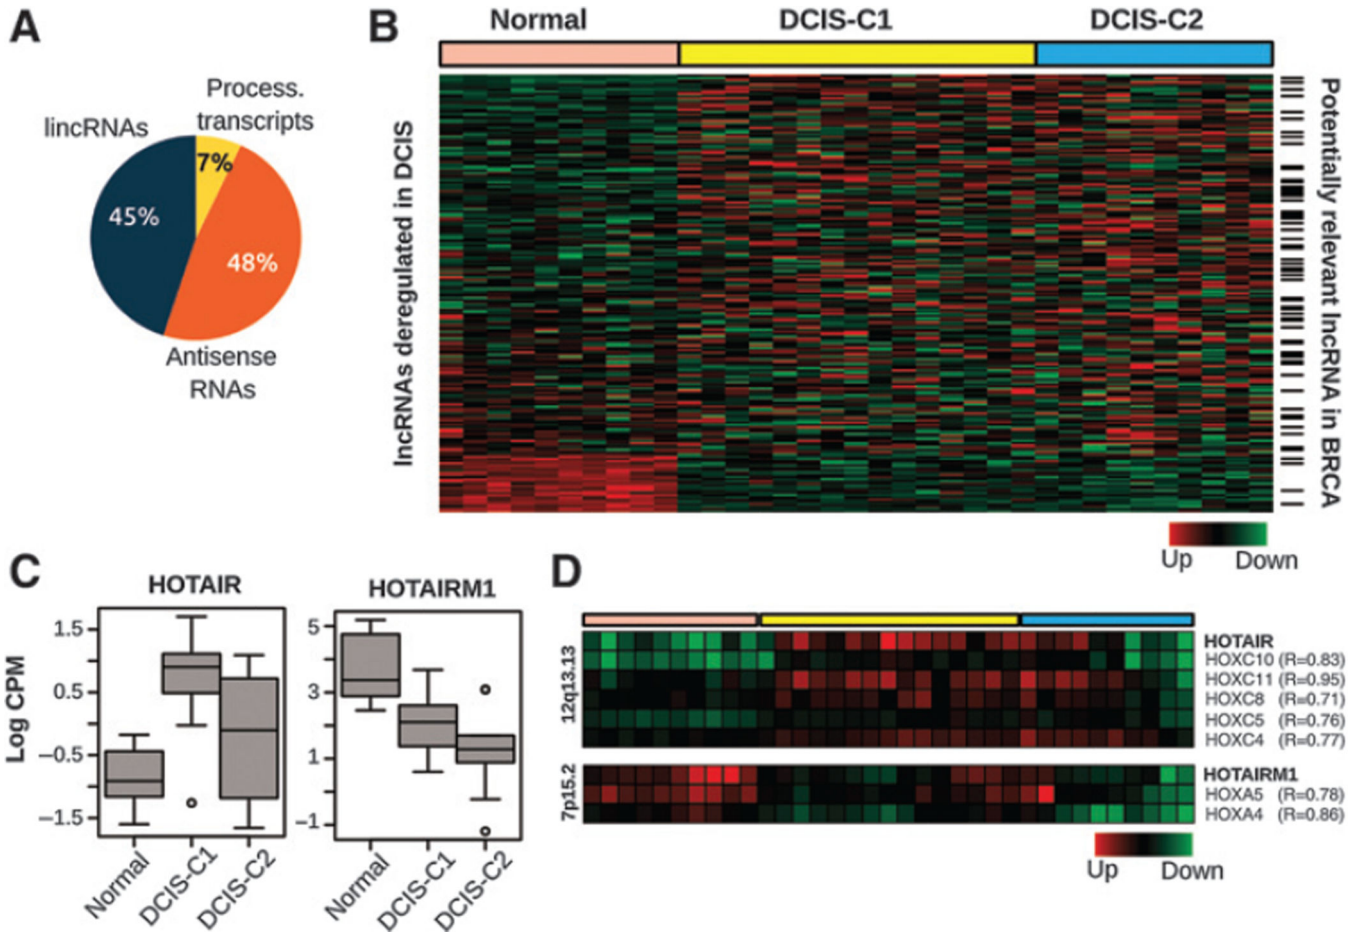 A
B
Normal
DCIS-C1
DCIS-C2
Process.
transcripts
lincRNAs
7%
45%
48%
Antisense
RNAs
lncRNAs deregulated in DCIS
Potentially relevant lncRNA in BRCA
Up
Down
C
HOTAIR
HOTAIRM1
Log CPM
1.5
0.5
−0.5
−1.5
Normal
DCIS-C1
DCIS-C2
5
3
1
−1
Normal
DCIS-C1
DCIS-C2
D
12q13.13
HOTAIR
HOXC10 (R=0.83)
HOXC11 (R=0.95)
HOXC8 (R=0.71)
HOXC5 (R=0.76)
HOXC4 (R=0.77)
7p15.2
HOTAIRM1
HOXA5 (R=0.78)
HOXA4 (R=0.86)
Up
Down